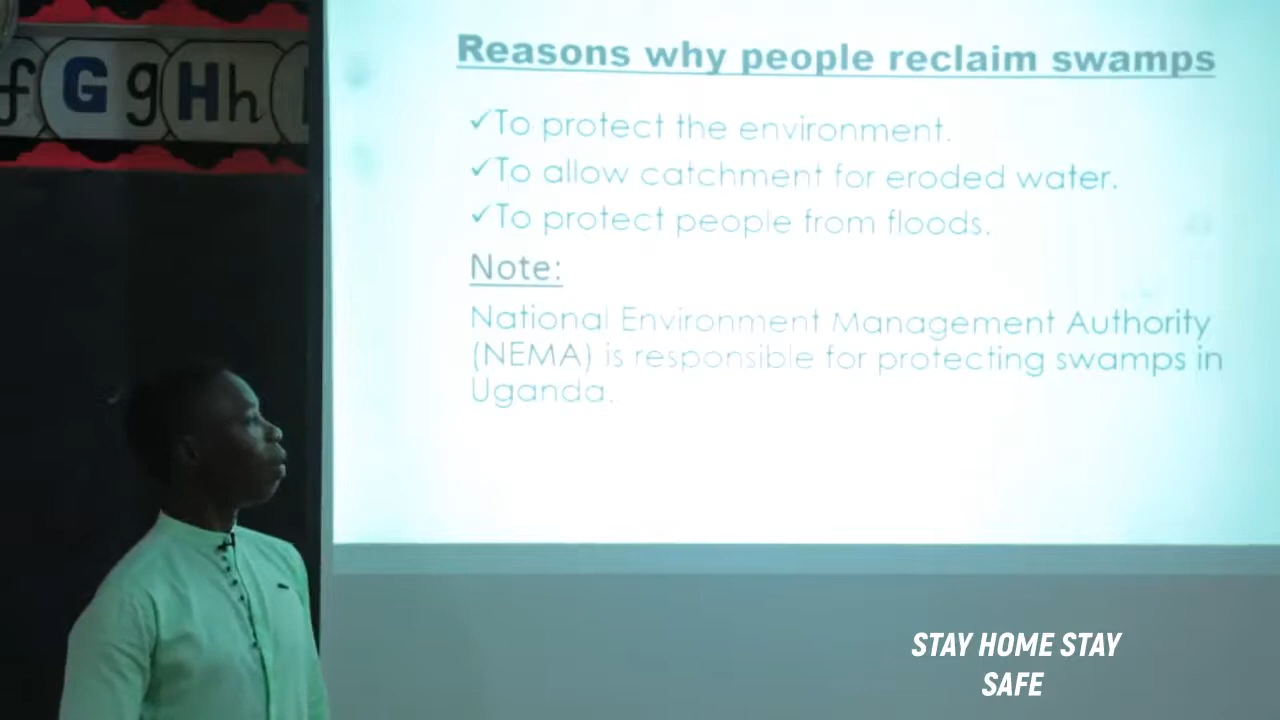 f G g H h
Reasons why people reclaim swamps
✓To protect the environment.
✓To allow catchment for eroded water.
✓To protect people from floods.
Note:
National Environment Management Authority
(NEMA) is responsible for protecting swamps in
Uganda.
STAY HOME STAY
SAFE